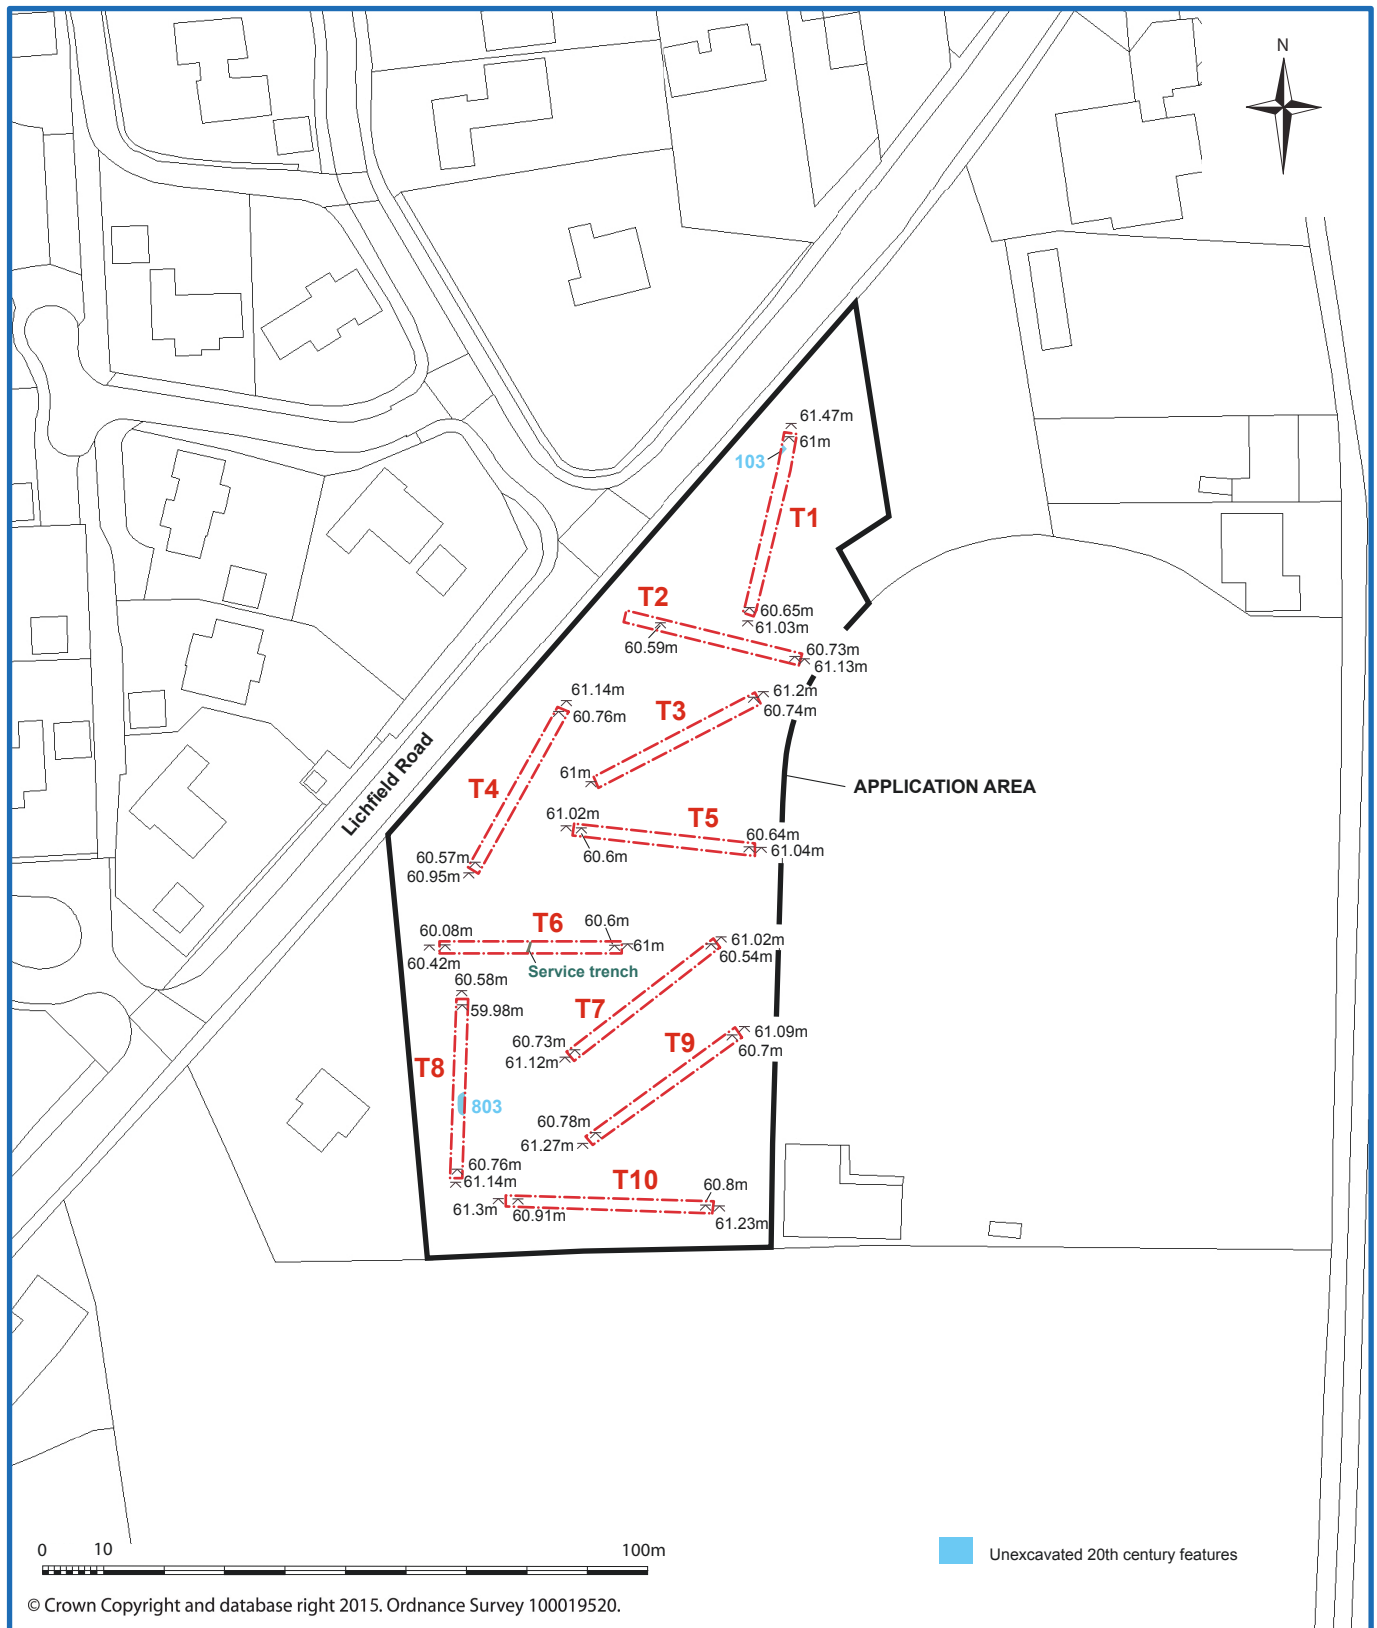 N
61.47m
61m
103
T1
T2
60.65m
61.03m
60.59m
60.73m
61.13m
61.14m
60.76m
T3
61.2m
60.74m
61m
Lichfield Road
T4
APPLICATION AREA
61.02m
T5
60.64m
61.04m
60.6m
60.57m
60.95m
60.08m
T6
60.6m
61m
60.42m
Service trench
61.02m
60.54m
60.58m
59.98m
T7
60.73m
61.12m
T9
61.09m
60.7m
T8
803
60.78m
61.27m
60.76m
61.14m
T10
60.8m
61.3m
60.91m
61.23m
0 10 100m
Unexcavated 20th century features
© Crown Copyright and database right 2015. Ordnance Survey 100019520.